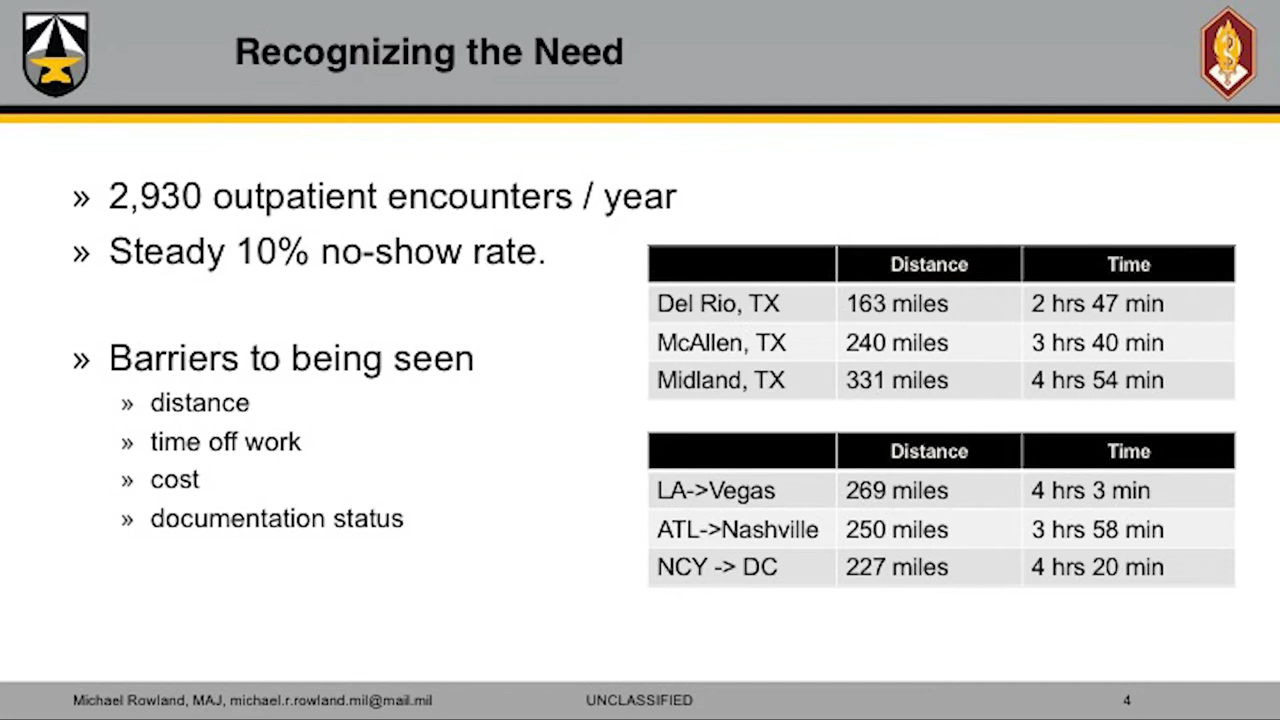 Recognizing the Need
» 2,930 outpatient encounters / year
» Steady 10% no-show rate.
» Barriers to being seen
» distance
» time off work
» cost
» documentation status
Distance Time
Del Rio, TX 163 miles 2 hrs 47 min
McAllen, TX 240 miles 3 hrs 40 min
Midland, TX 331 miles 4 hrs 54 min
Distance Time
LA->Vegas 269 miles 4 hrs 3 min
ATL->Nashville 250 miles 3 hrs 58 min
NCY -> DC 227 miles 4 hrs 20 min
Michael Rowland, MAJ, michael.r.rowland.mil@mail.mil UNCLASSIFIED 4